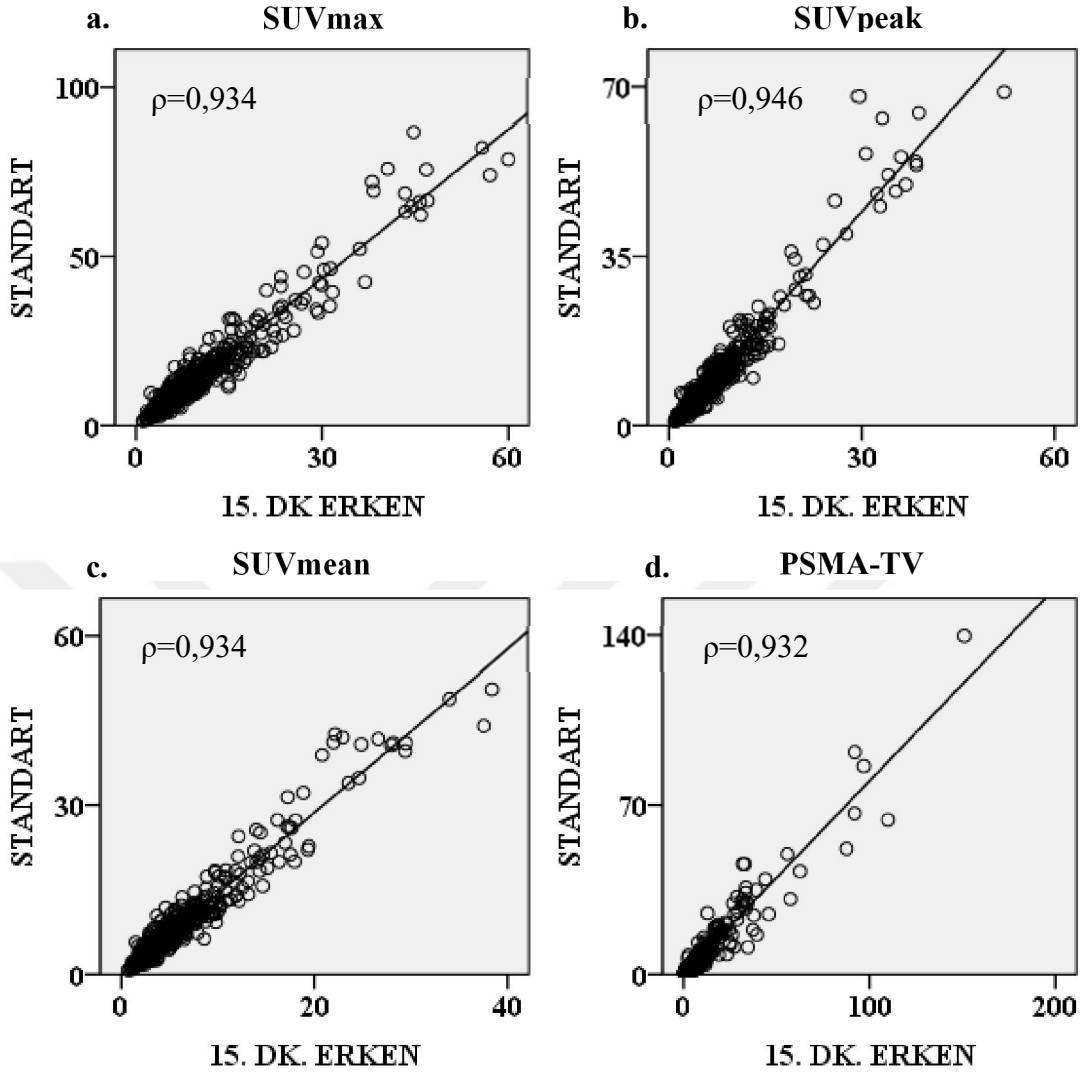 a. SUVmax
ρ=0,934
STANDART
100
50
0
0 30 60
15. DK ERKEN
b. SUVpeak
ρ=0,946
STANDART
70
35
0
0 30 60
15. DK. ERKEN
c. SUVmean
ρ=0,934
STANDART
60
30
0
0 20 40
15. DK. ERKEN
d. PSMA-TV
ρ=0,932
STANDART
140
70
0
0 100 200
15. DK. ERKEN